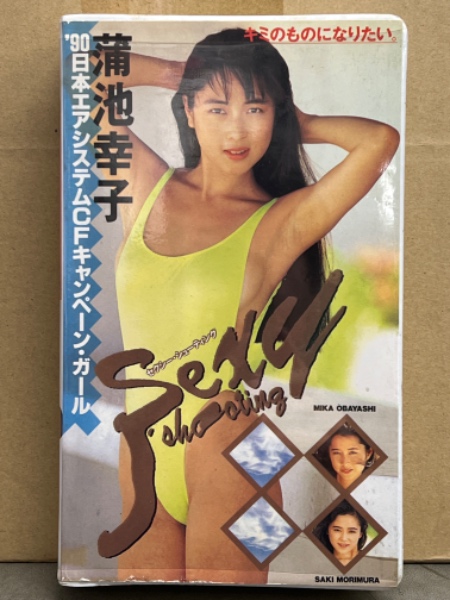 キミのものになりたい。
蒲池幸子
'90日本エアシステムCFキャンペーン・ガール
セクシー・シューティング
Sexy
shooting
MIKA OBAYASHI
SAKI MORIMURA